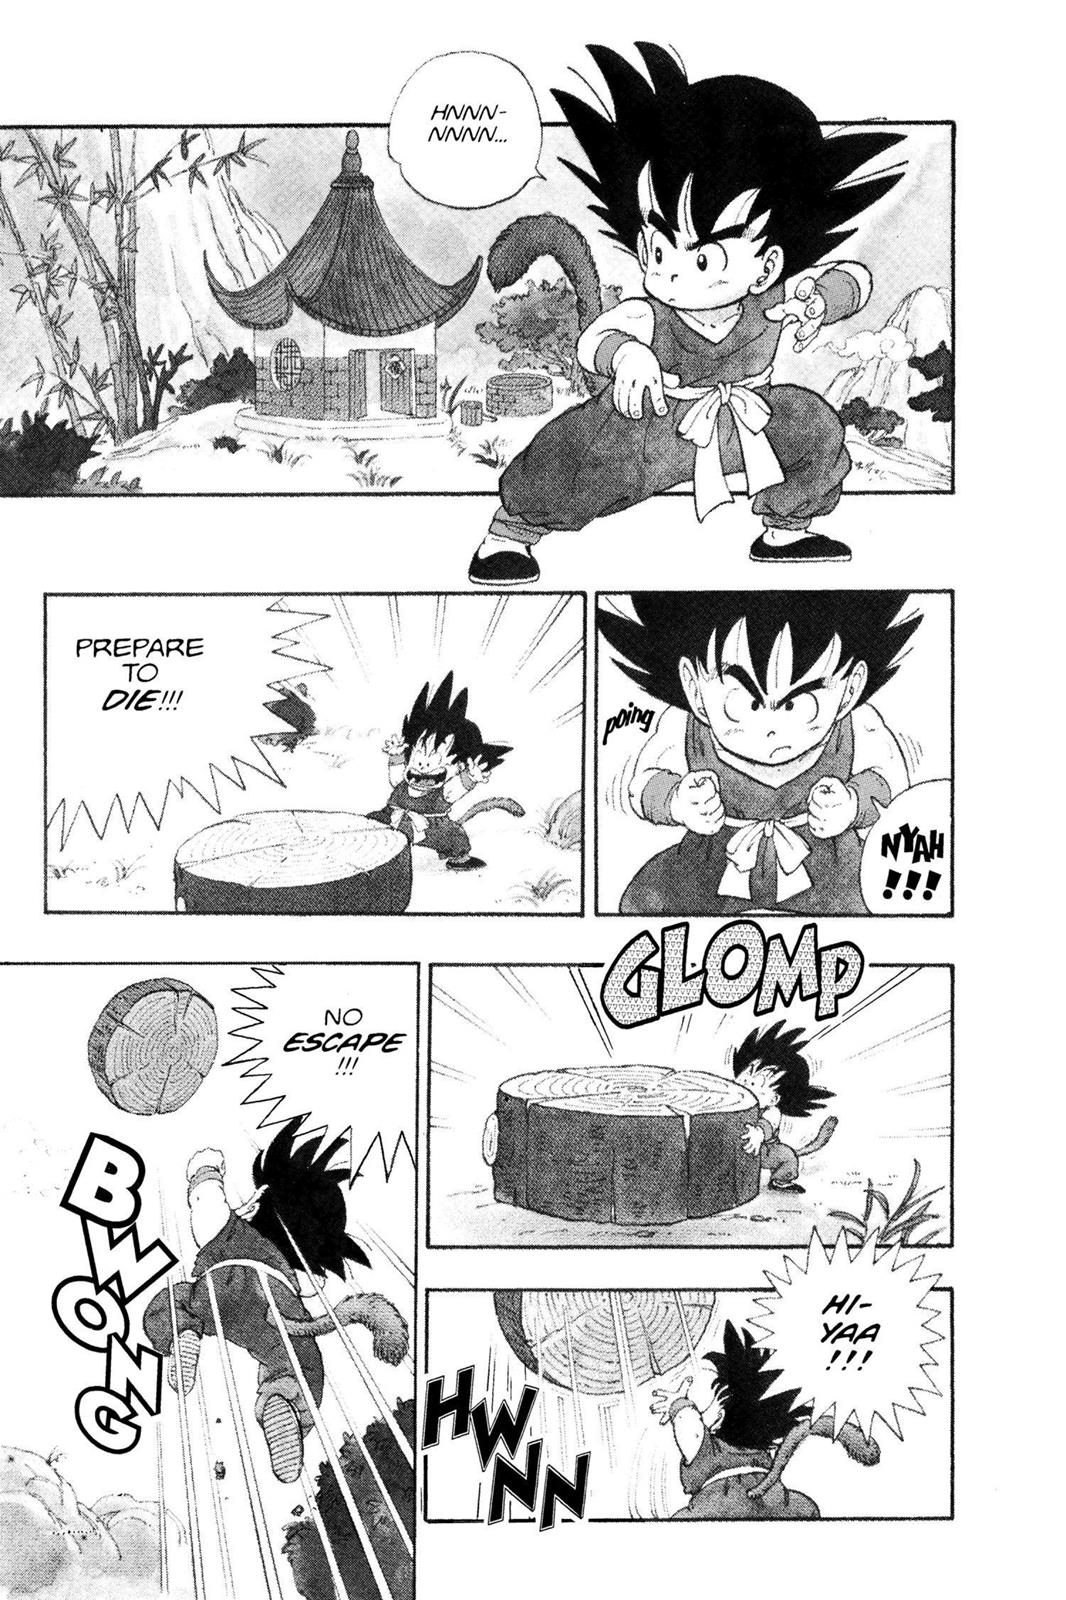 HNNN-
NNNN...
poing
NYAH
!!!
PREPARE
TO
DIE!!!
GLOMP
HI-
YAA
!!!
HWNN
NO
ESCAPE
!!!
BWONG